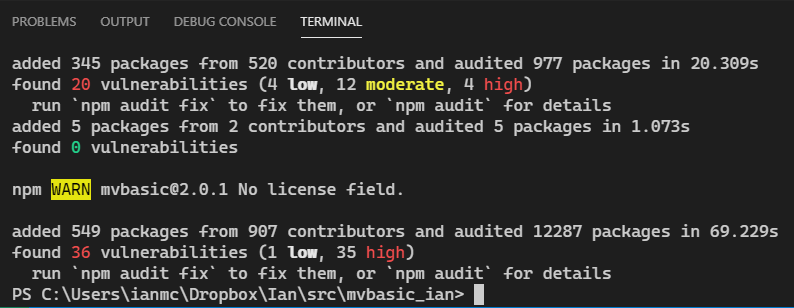 PROBLEMS OUTPUT DEBUG CONSOLE TERMINAL
added 345 packages from 520 contributors and audited 977 packages in 20.309s
found 20 vulnerabilities (4 low, 12 moderate, 4 high)
  run `npm audit fix` to fix them, or `npm audit` for details
added 5 packages from 2 contributors and audited 5 packages in 1.073s
found 0 vulnerabilities
npm WARN mvbasic@2.0.1 No license field.
added 549 packages from 907 contributors and audited 12287 packages in 69.229s
found 36 vulnerabilities (1 low, 35 high)
  run `npm audit fix` to fix them, or `npm audit` for details
PS C:\Users\ianmc\Dropbox\Ian\src\mvbasic_ian>